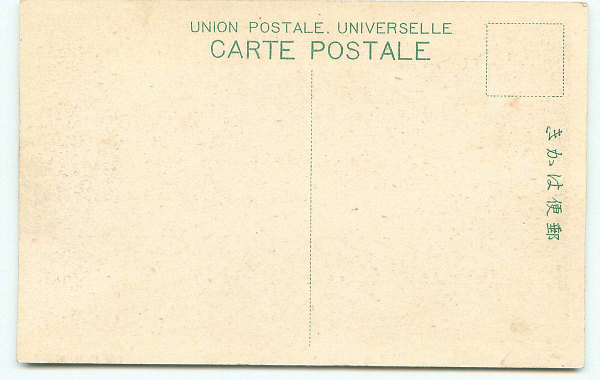 UNION POSTALE. UNIVERSELLE
CARTE POSTALE
郵便はかき